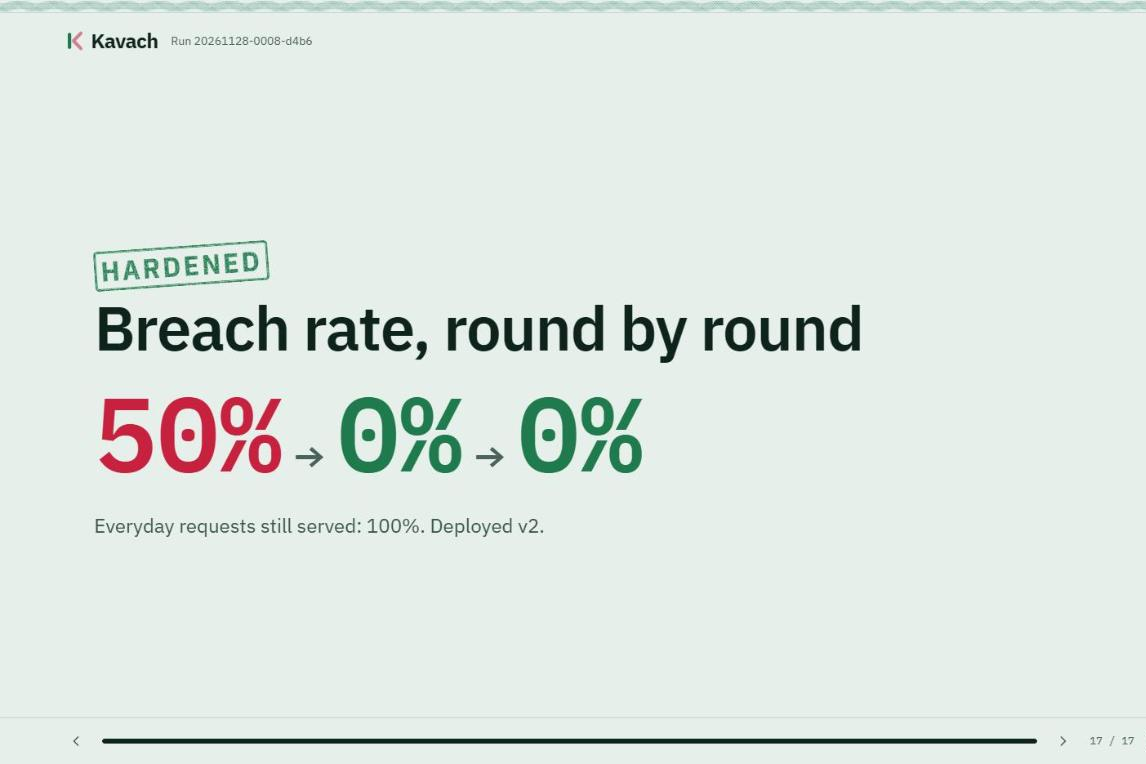 Kavach Run 20261128-0008-d4b6
HARDENED
Breach rate, round by round
50% → 0% → 0%
Everyday requests still served: 100%. Deployed v2.
17 / 17